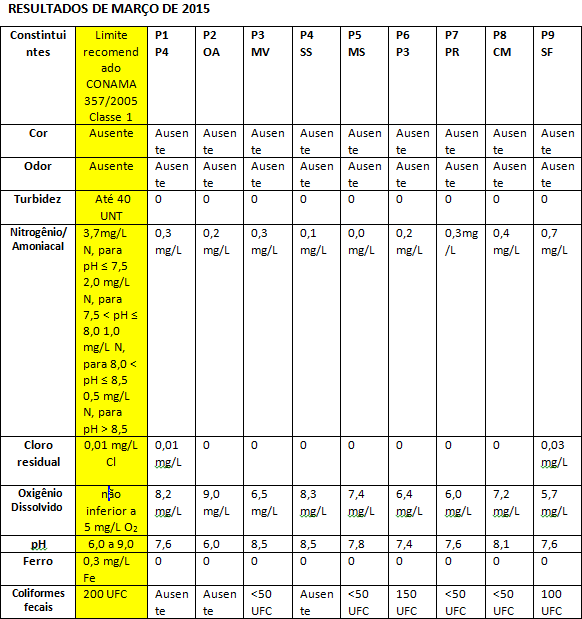 RESULTADOS DE MARÇO DE 2015
Constituintes | Limite recomendado CONAMA 357/2005 Classe 1 | P1 P4 | P2 OA | P3 MV | P4 SS | P5 MS | P6 P3 | P7 PR | P8 CM | P9 SF
Cor | Ausente | Ausente | Ausente | Ausente | Ausente | Ausente | Ausente | Ausente | Ausente | Ausente
Odor | Ausente | Ausente | Ausente | Ausente | Ausente | Ausente | Ausente | Ausente | Ausente | Ausente
Turbidez | Até 40 UNT | 0 | 0 | 0 | 0 | 0 | 0 | 0 | 0 | 0
Nitrogênio/Amoniacal | 3,7mg/L N, para pH ≤ 7,5 2,0 mg/L N, para 7,5 < pH ≤ 8,0 1,0 mg/L N, para 8,0 < pH ≤ 8,5 0,5 mg/L N, para pH > 8,5 | 0,3 mg/L | 0,2 mg/L | 0,3 mg/L | 0,1 mg/L | 0,0 mg/L | 0,2 mg/L | 0,3mg/L | 0,4 mg/L | 0,7 mg/L
Cloro residual | 0,01 mg/L Cl | 0,01 mg/L | 0 | 0 | 0 | 0 | 0 | 0 | 0 | 0,03 mg/L
Oxigênio Dissolvido | não inferior a 5 mg/L O₂ | 8,2 mg/L | 9,0 mg/L | 6,5 mg/L | 8,3 mg/L | 7,4 mg/L | 6,4 mg/L | 6,0 mg/L | 7,2 mg/L | 5,7 mg/L
pH | 6,0 a 9,0 | 7,6 | 6,0 | 8,5 | 8,5 | 7,8 | 7,4 | 7,6 | 8,1 | 7,6
Ferro | 0,3 mg/L Fe | 0 | 0 | 0 | 0 | 0 | 0 | 0 | 0 | 0
Coliformes fecais | 200 UFC | Ausente | Ausente | <50 UFC | Ausente | <50 UFC | 150 UFC | <50 UFC | <50 UFC | 100 UFC